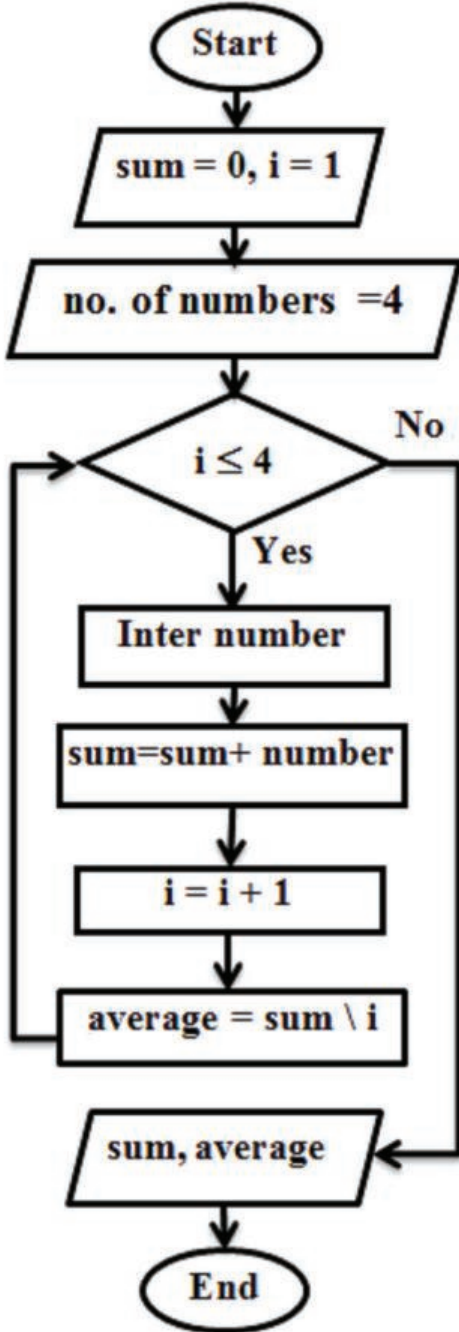 Start
sum = 0, i = 1
no. of numbers =4
i ≤ 4
No
Yes
Inter number
sum=sum+ number
i = i + 1
average = sum \ i
sum, average
End